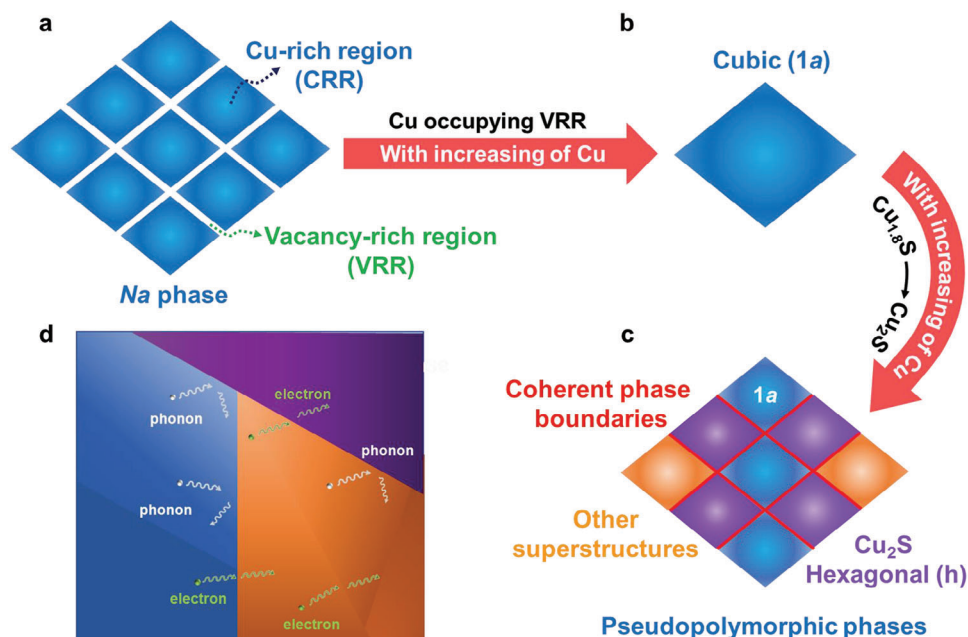 a
Cu-rich region
(CRR)
Cu occupying VRR
With increasing of Cu
Vacancy-rich region
(VRR)
Na phase
b
Cubic (1a)
With increasing of Cu
Cu1.8S
Cu2S
c
1a
Coherent phase
boundaries
Other
superstructures
Cu2S
Hexagonal (h)
Pseudopolymorphic phases
d
phonon
electron
phonon
phonon
electron
electron